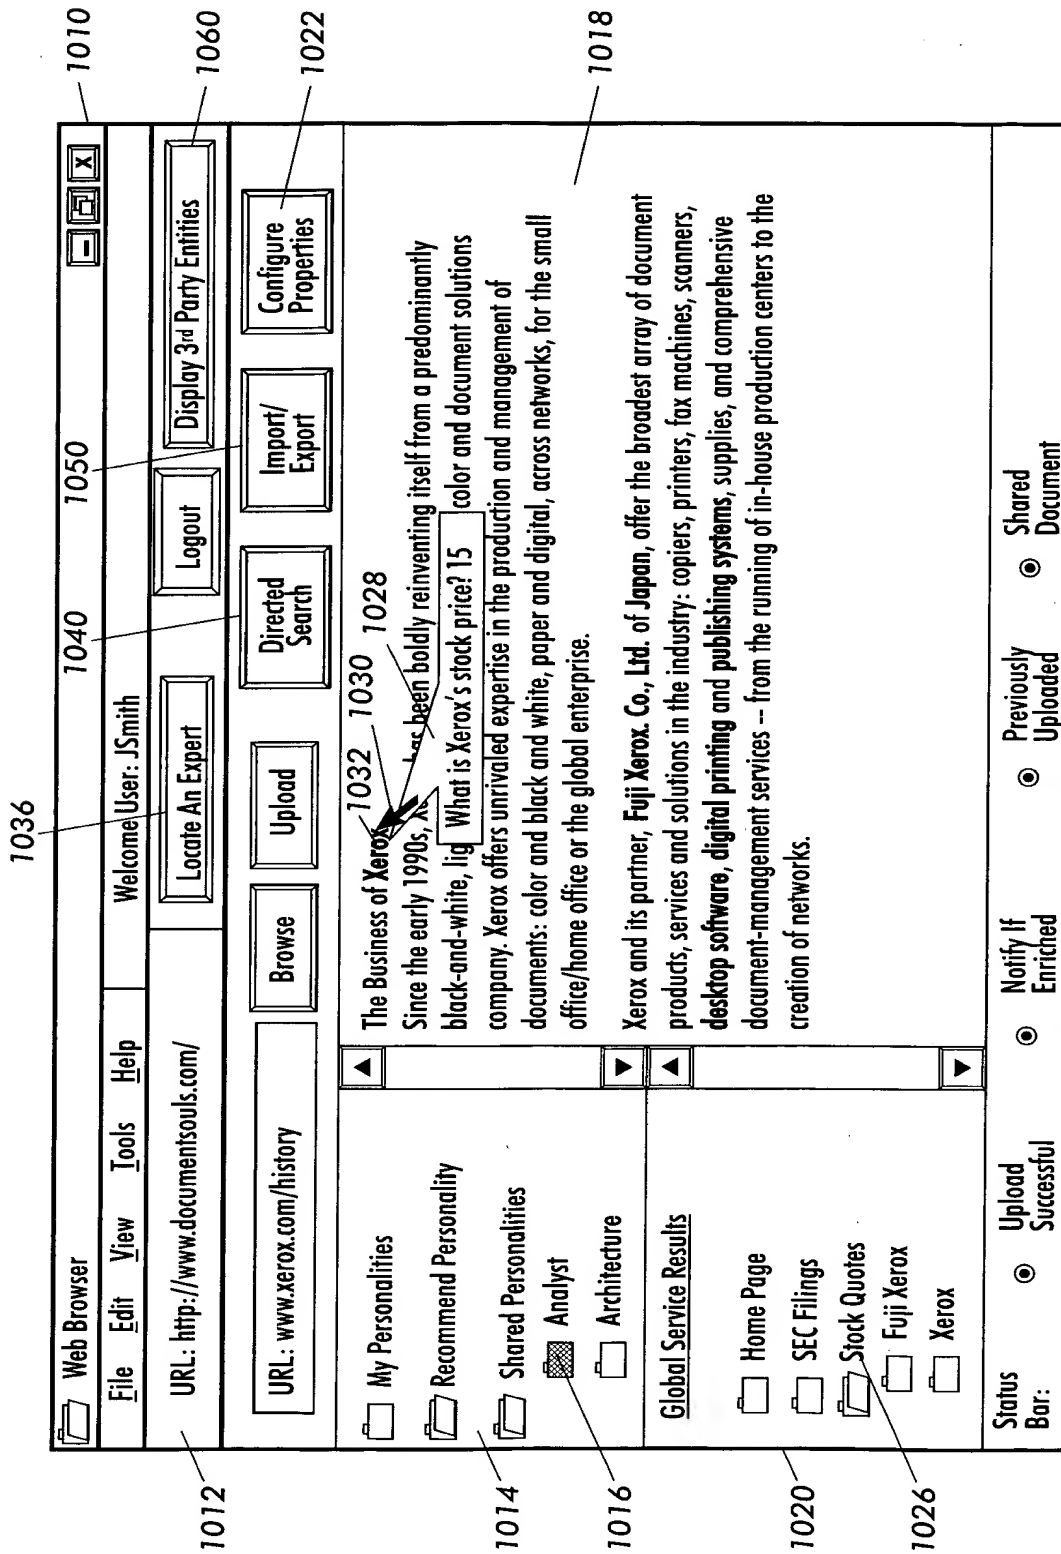 1036
1040
1050
1010
1060
1022
1018
1012
1014
1016
1020
1026
1032
1030
1028
Web Browser
X
File Edit View Tools Help
Welcome User: JSmith
URL: http://www.documentsouls.com/
Locate An Expert
Logout
Display 3rd Party Entities
URL: www.xerox.com/history
Browse
Upload
Directed
Search
Import/
Export
Configure
Properties
My Personalities
Recommend Personality
Shared Personalities
Analyst
Architecture
Global Service Results
Home Page
SEC Filings
Stock Quotes
Fuji Xerox
Xerox
The Business of Xerox
Since the early 1990s, Xe as been boldly reinventing itself from a predominantly
black-and-white, lig What is Xerox's stock price? 15 color and document solutions
company. Xerox offers unrivaled expertise in the production and management of
documents: color and black and white, paper and digital, across networks, for the small
office/home office or the global enterprise.
Xerox and its partner, Fuji Xerox. Co., Ltd. of Japan, offer the broadest array of document
products, services and solutions in the industry: copiers, printers, fax machines, scanners,
desktop software, digital printing and publishing systems, supplies, and comprehensive
document-management services -- from the running of in-house production centers to the
creation of networks.
Status
Bar:
Upload
Successful
Notify If
Enriched
Previously
Uploaded
Shared
Document